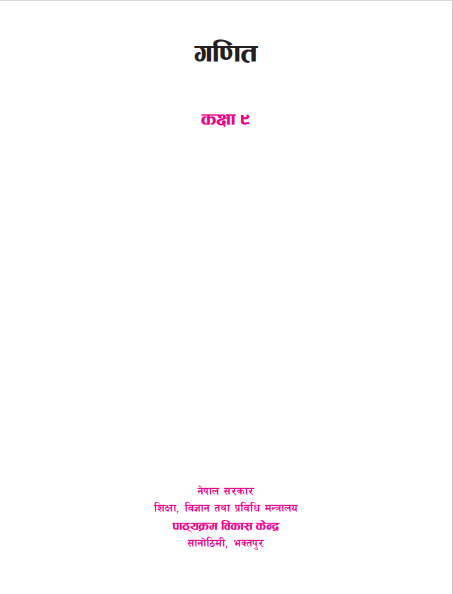 गणित
कक्षा ९
नेपाल सरकार
शिक्षा, विज्ञान तथा प्रविधि मन्त्रालय
पाठ्यक्रम विकास केन्द्र
सानोठिमी, भक्तपुर